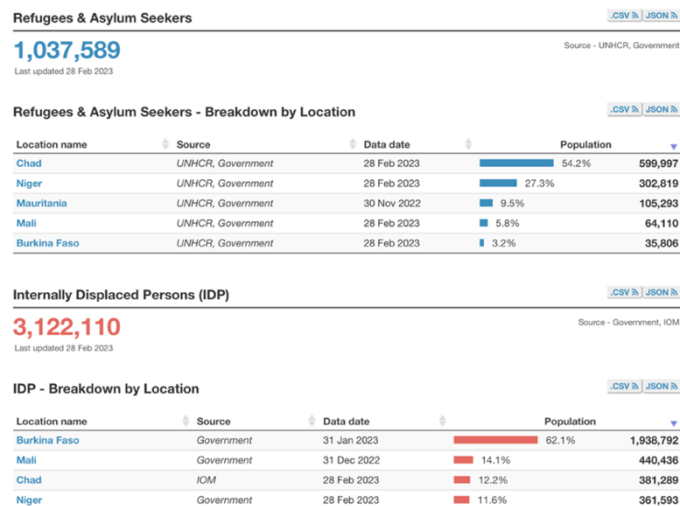 Refugees & Asylum Seekers .CSV JSON
1,037,589 Source - UNHCR, Government
Last updated 28 Feb 2023
Refugees & Asylum Seekers - Breakdown by Location .CSV JSON
Location name Source Data date Population
Chad UNHCR, Government 28 Feb 2023 54.2% 599,997
Niger UNHCR, Government 28 Feb 2023 27.3% 302,819
Mauritania UNHCR, Government 30 Nov 2022 9.5% 105,293
Mali UNHCR, Government 28 Feb 2023 5.8% 64,110
Burkina Faso UNHCR, Government 28 Feb 2023 3.2% 35,806
Internally Displaced Persons (IDP) .CSV JSON
3,122,110 Source - Government, IOM
Last updated 28 Feb 2023
IDP - Breakdown by Location .CSV JSON
Location name Source Data date Population
Burkina Faso Government 31 Jan 2023 62.1% 1,938,792
Mali Government 31 Dec 2022 14.1% 440,436
Chad IOM 28 Feb 2023 12.2% 381,289
Niger Government 28 Feb 2023 11.6% 361,593